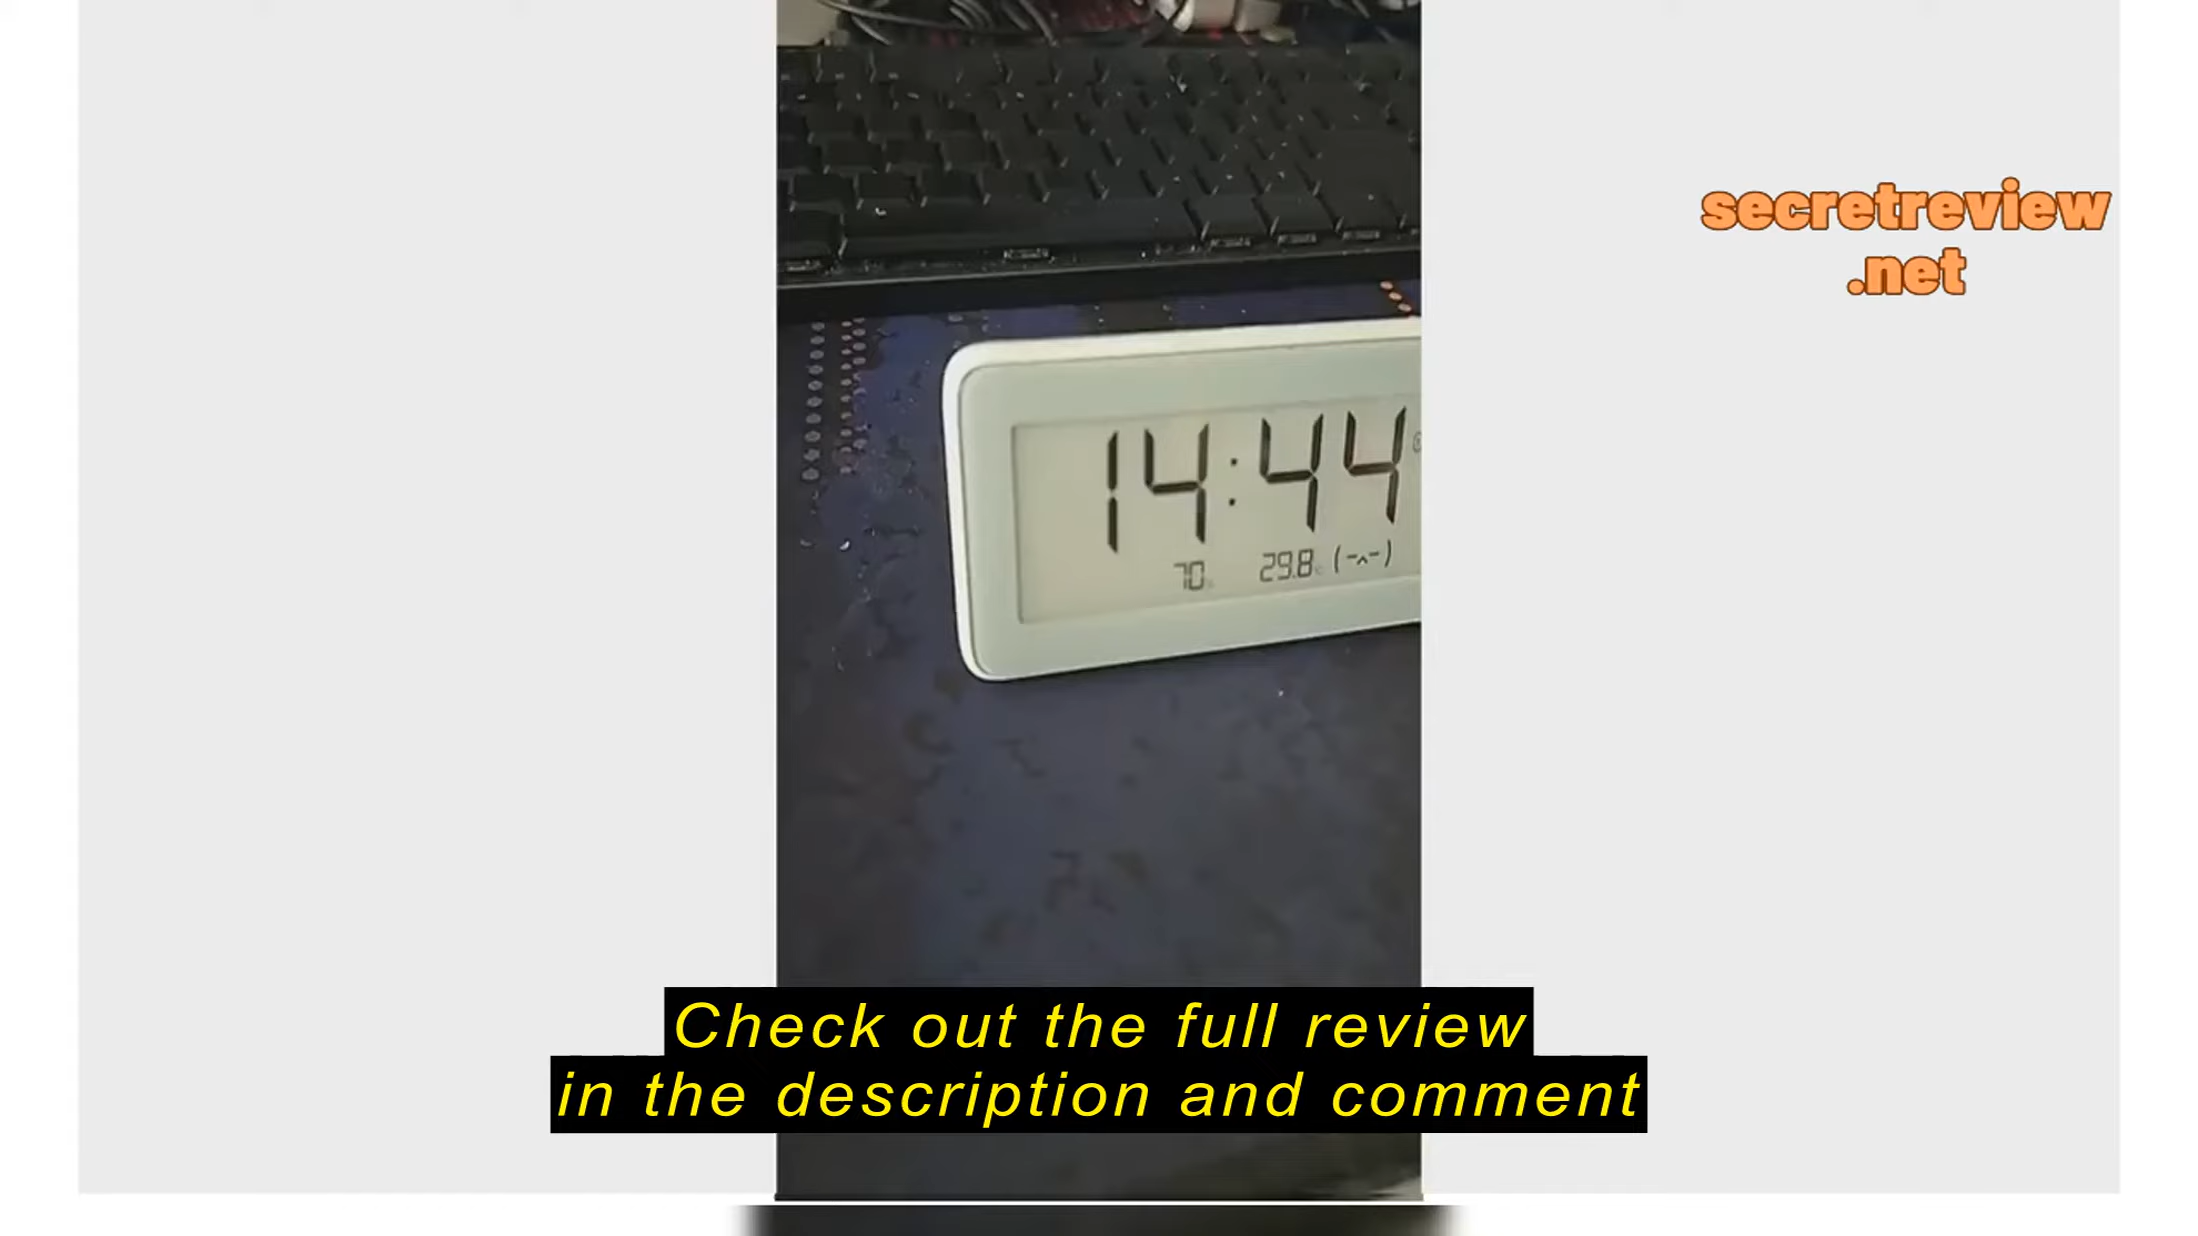 secretreview
.net
14:44
70% 29.8°C (-^-)
Check out the full review
in the description and comment